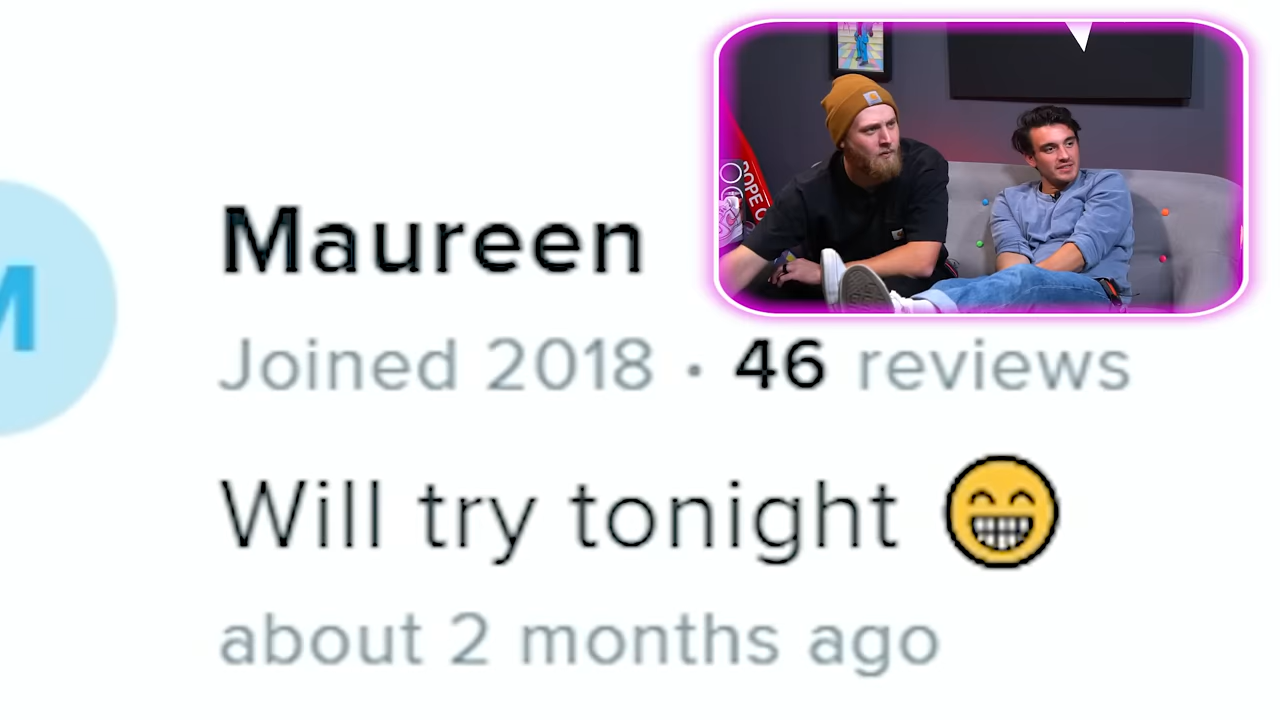 M
Maureen
Joined 2018 · 46 reviews
Will try tonight 😁
about 2 months ago